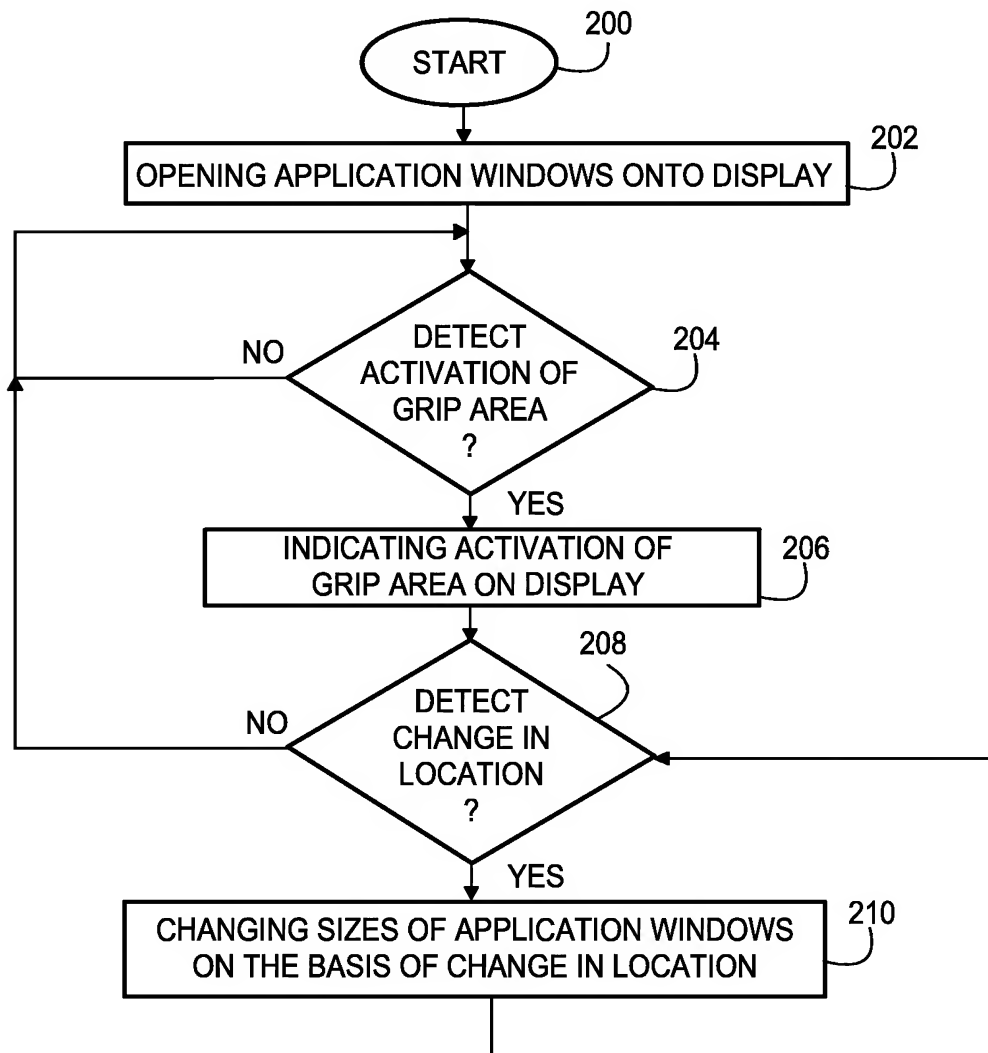 200
START
202
OPENING APPLICATION WINDOWS ONTO DISPLAY
NO
DETECT
ACTIVATION OF
GRIP AREA
?
204
YES
INDICATING ACTIVATION OF
GRIP AREA ON DISPLAY
206
208
NO
DETECT
CHANGE IN
LOCATION
?
YES
CHANGING SIZES OF APPLICATION WINDOWS
ON THE BASIS OF CHANGE IN LOCATION
210